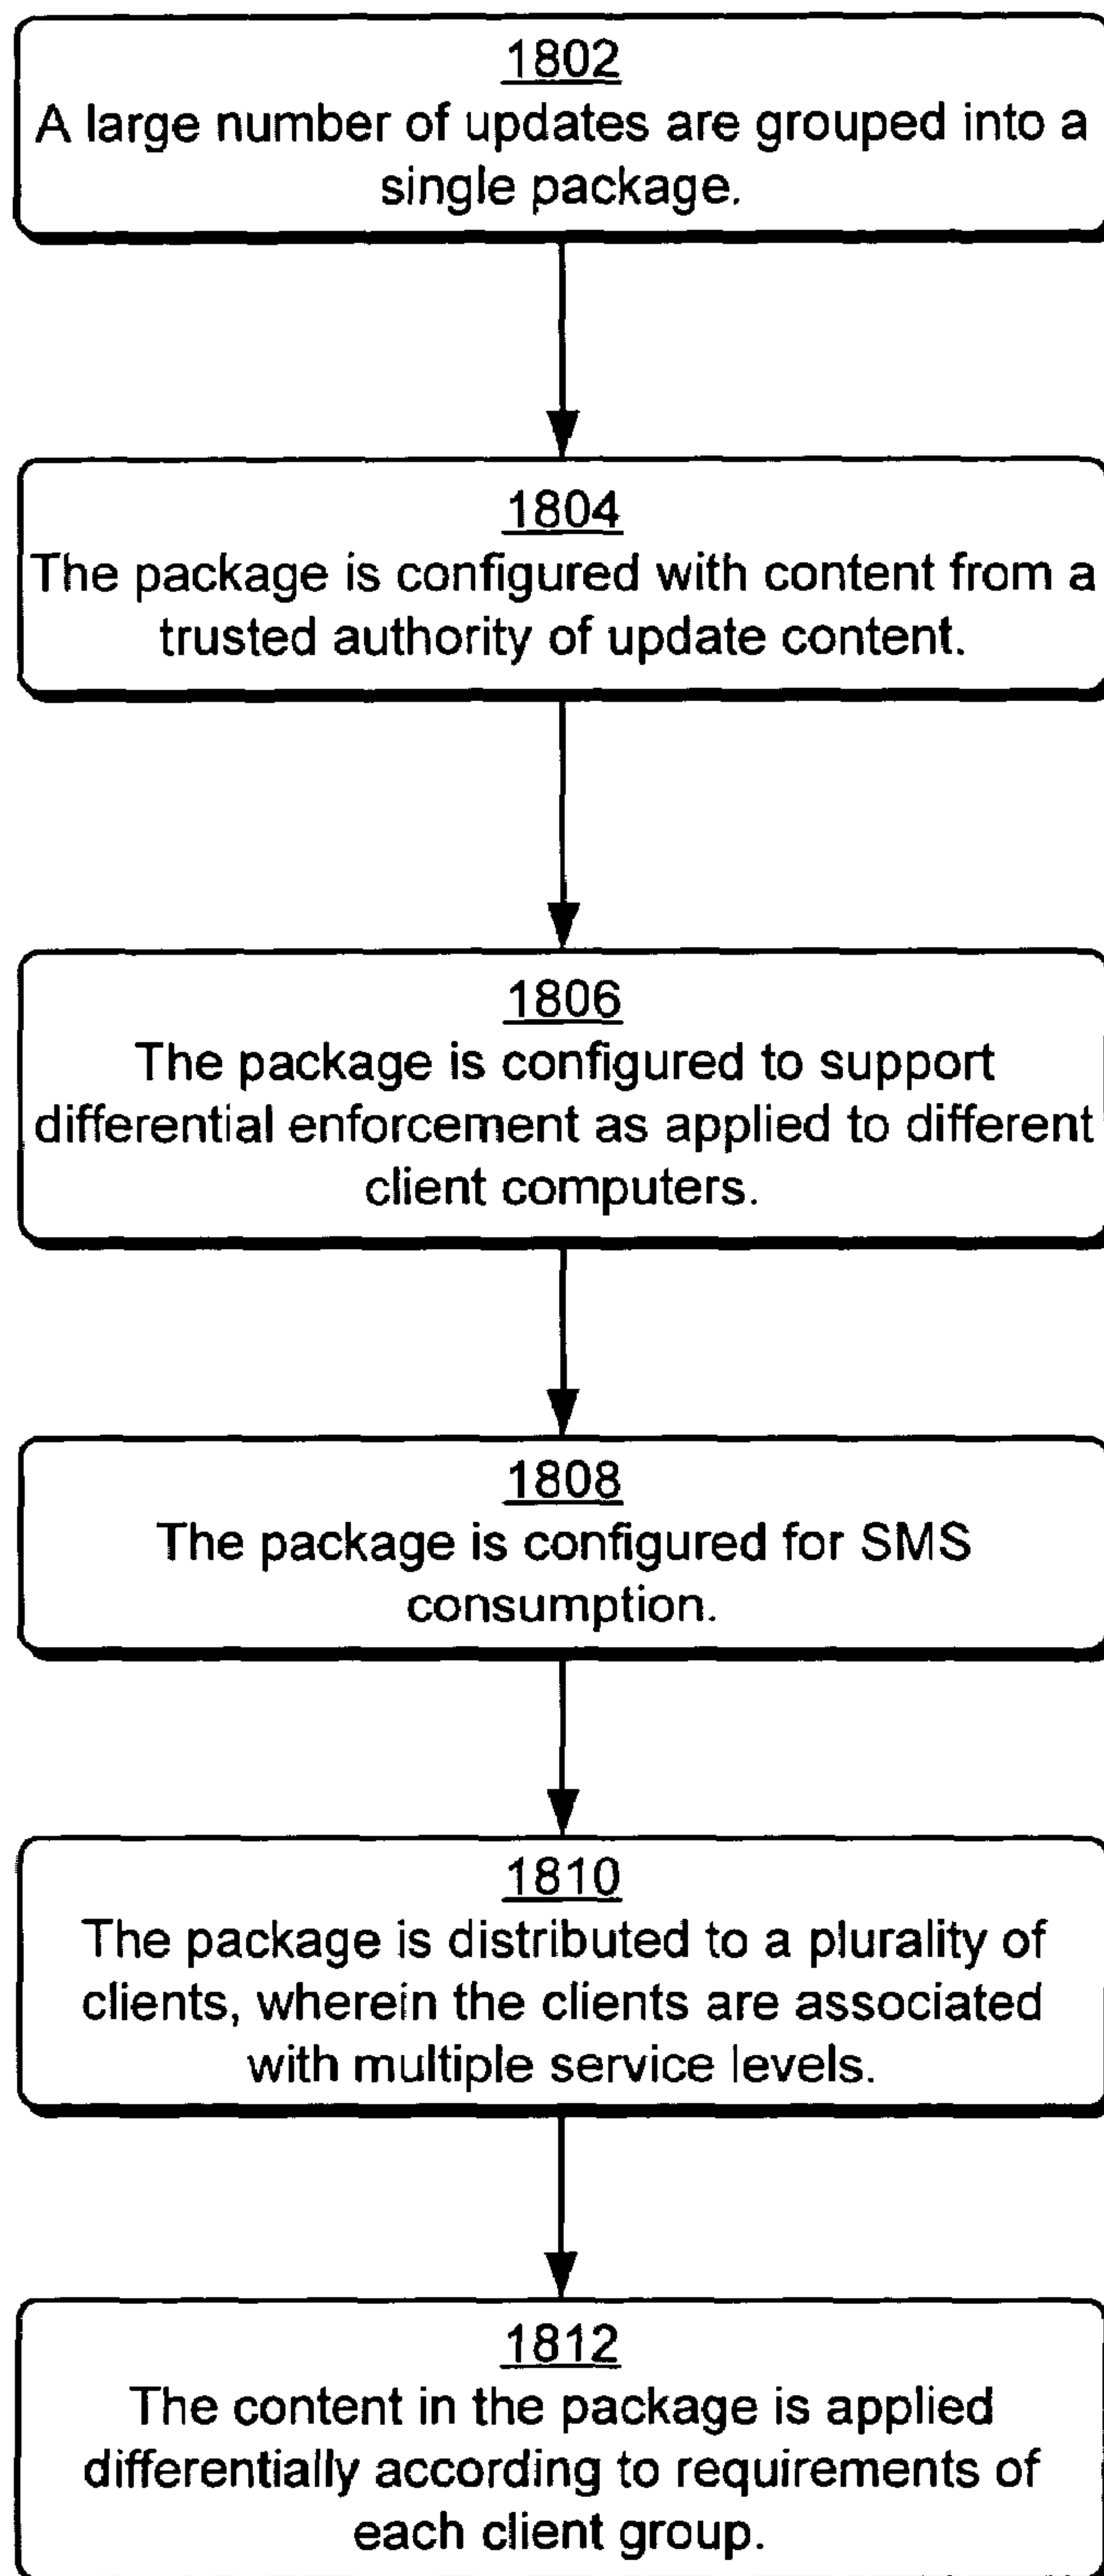 1802
A large number of updates are grouped into a
single package.
1804
The package is configured with content from a
trusted authority of update content.
1806
The package is configured to support
differential enforcement as applied to different
client computers.
1808
The package is configured for SMS
consumption.
1810
The package is distributed to a plurality of
clients, wherein the clients are associated
with multiple service levels.
1812
The content in the package is applied
differentially according to requirements of
each client group.